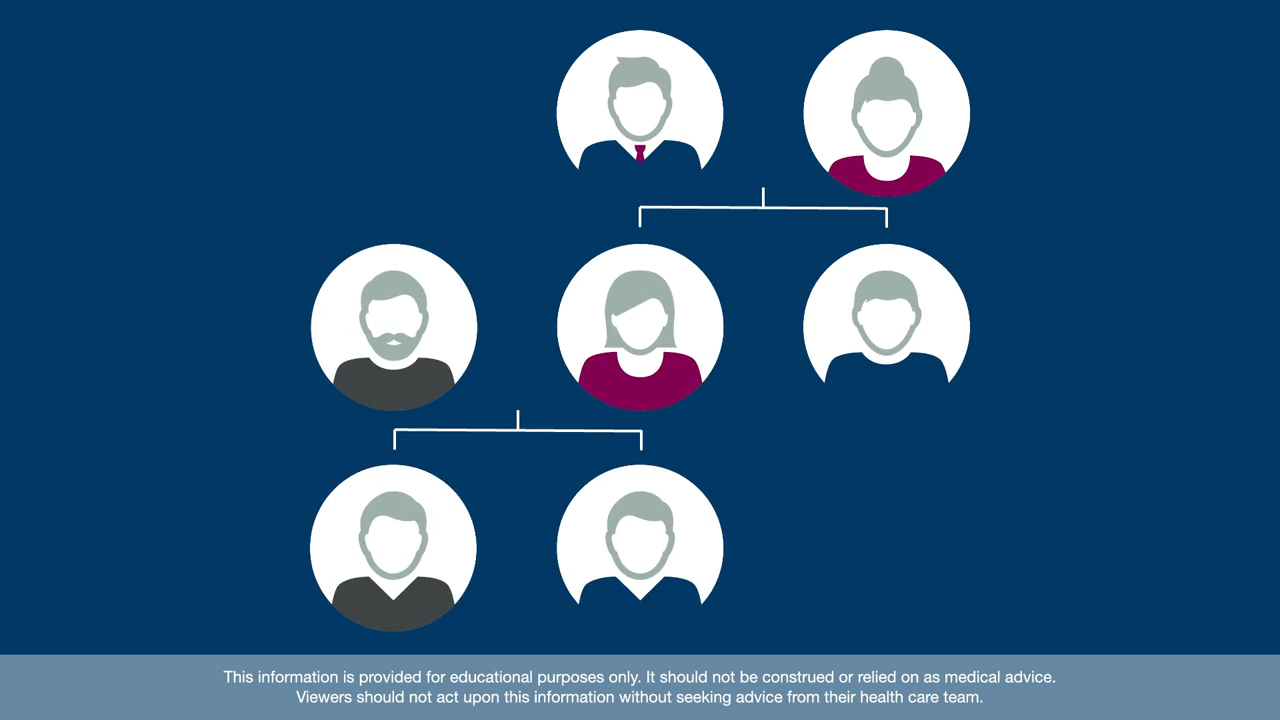 This information is provided for educational purposes only. It should not be construed or relied on as medical advice.
Viewers should not act upon this information without seeking advice from their health care team.